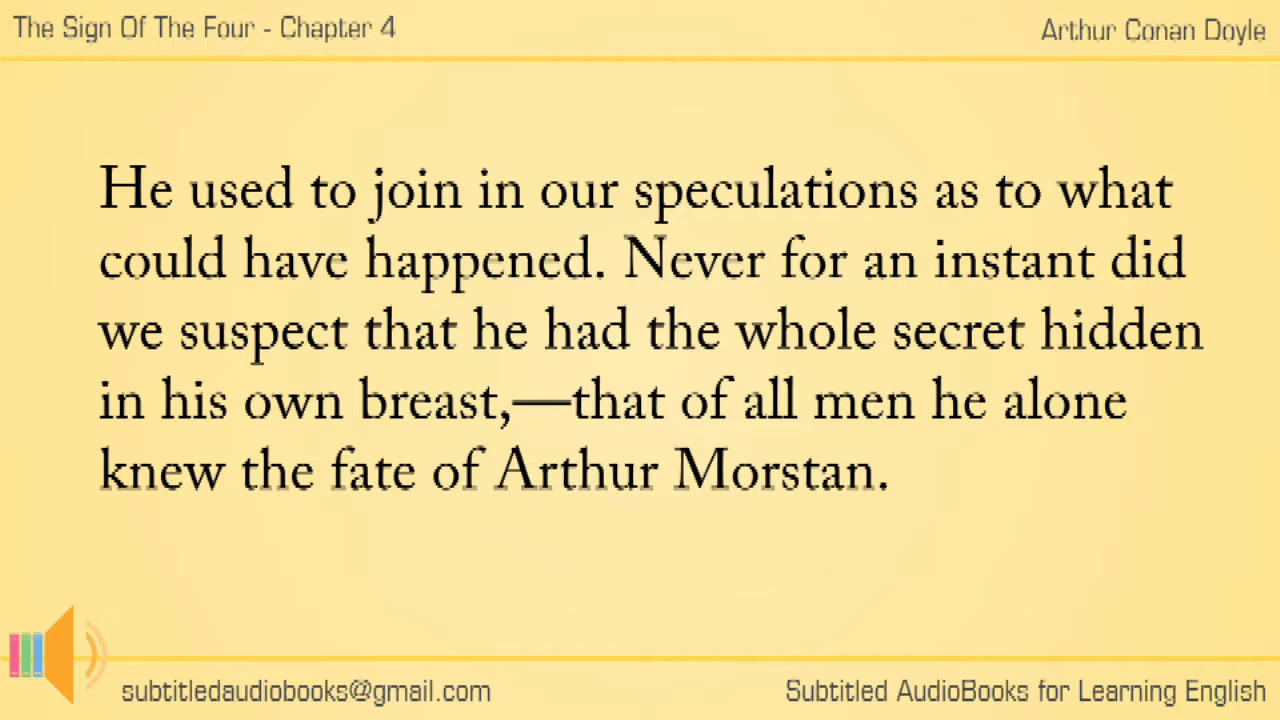 The Sign Of The Four - Chapter 4
Arthur Conan Doyle
He used to join in our speculations as to what
could have happened. Never for an instant did
we suspect that he had the whole secret hidden
in his own breast,—that of all men he alone
knew the fate of Arthur Morstan.
subtitledaudiobooks@gmail.com
Subtitled AudioBooks for Learning English